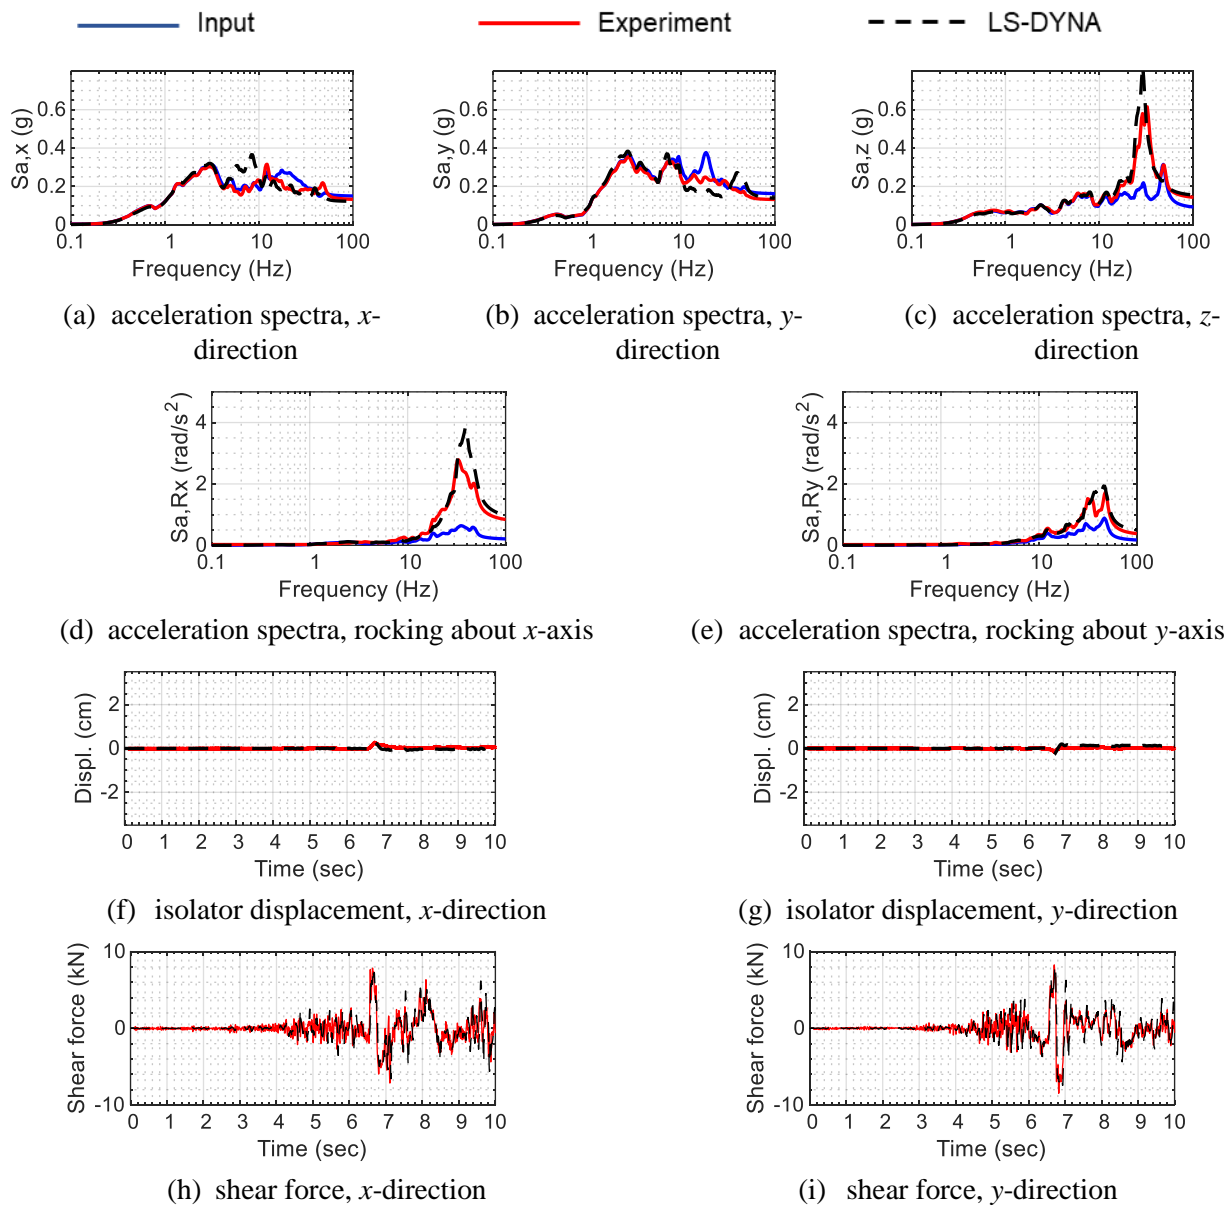 Input Experiment LS-DYNA
Sa,x (g)
0.6
0.4
0.2
0
0.1 1 10 100
Frequency (Hz)
Sa,y (g)
0.6
0.4
0.2
0
0.1 1 10 100
Frequency (Hz)
Sa,z (g)
0.6
0.4
0.2
0
0.1 1 10 100
Frequency (Hz)
(a) acceleration spectra, x-
direction
(b) acceleration spectra, y-
direction
(c) acceleration spectra, z-
direction
Sa,Rx (rad/s²)
4
2
0
0.1 1 10 100
Frequency (Hz)
Sa,Ry (rad/s²)
4
2
0
0.1 1 10 100
Frequency (Hz)
(d) acceleration spectra, rocking about x-axis
(e) acceleration spectra, rocking about y-axis
Displ. (cm)
2
0
-2
0 1 2 3 4 5 6 7 8 9 10
Time (sec)
Displ. (cm)
2
0
-2
0 1 2 3 4 5 6 7 8 9 10
Time (sec)
(f) isolator displacement, x-direction
(g) isolator displacement, y-direction
Shear force (kN)
10
0
-10
0 1 2 3 4 5 6 7 8 9 10
Time (sec)
Shear force (kN)
10
0
-10
0 1 2 3 4 5 6 7 8 9 10
Time (sec)
(h) shear force, x-direction
(i) shear force, y-direction